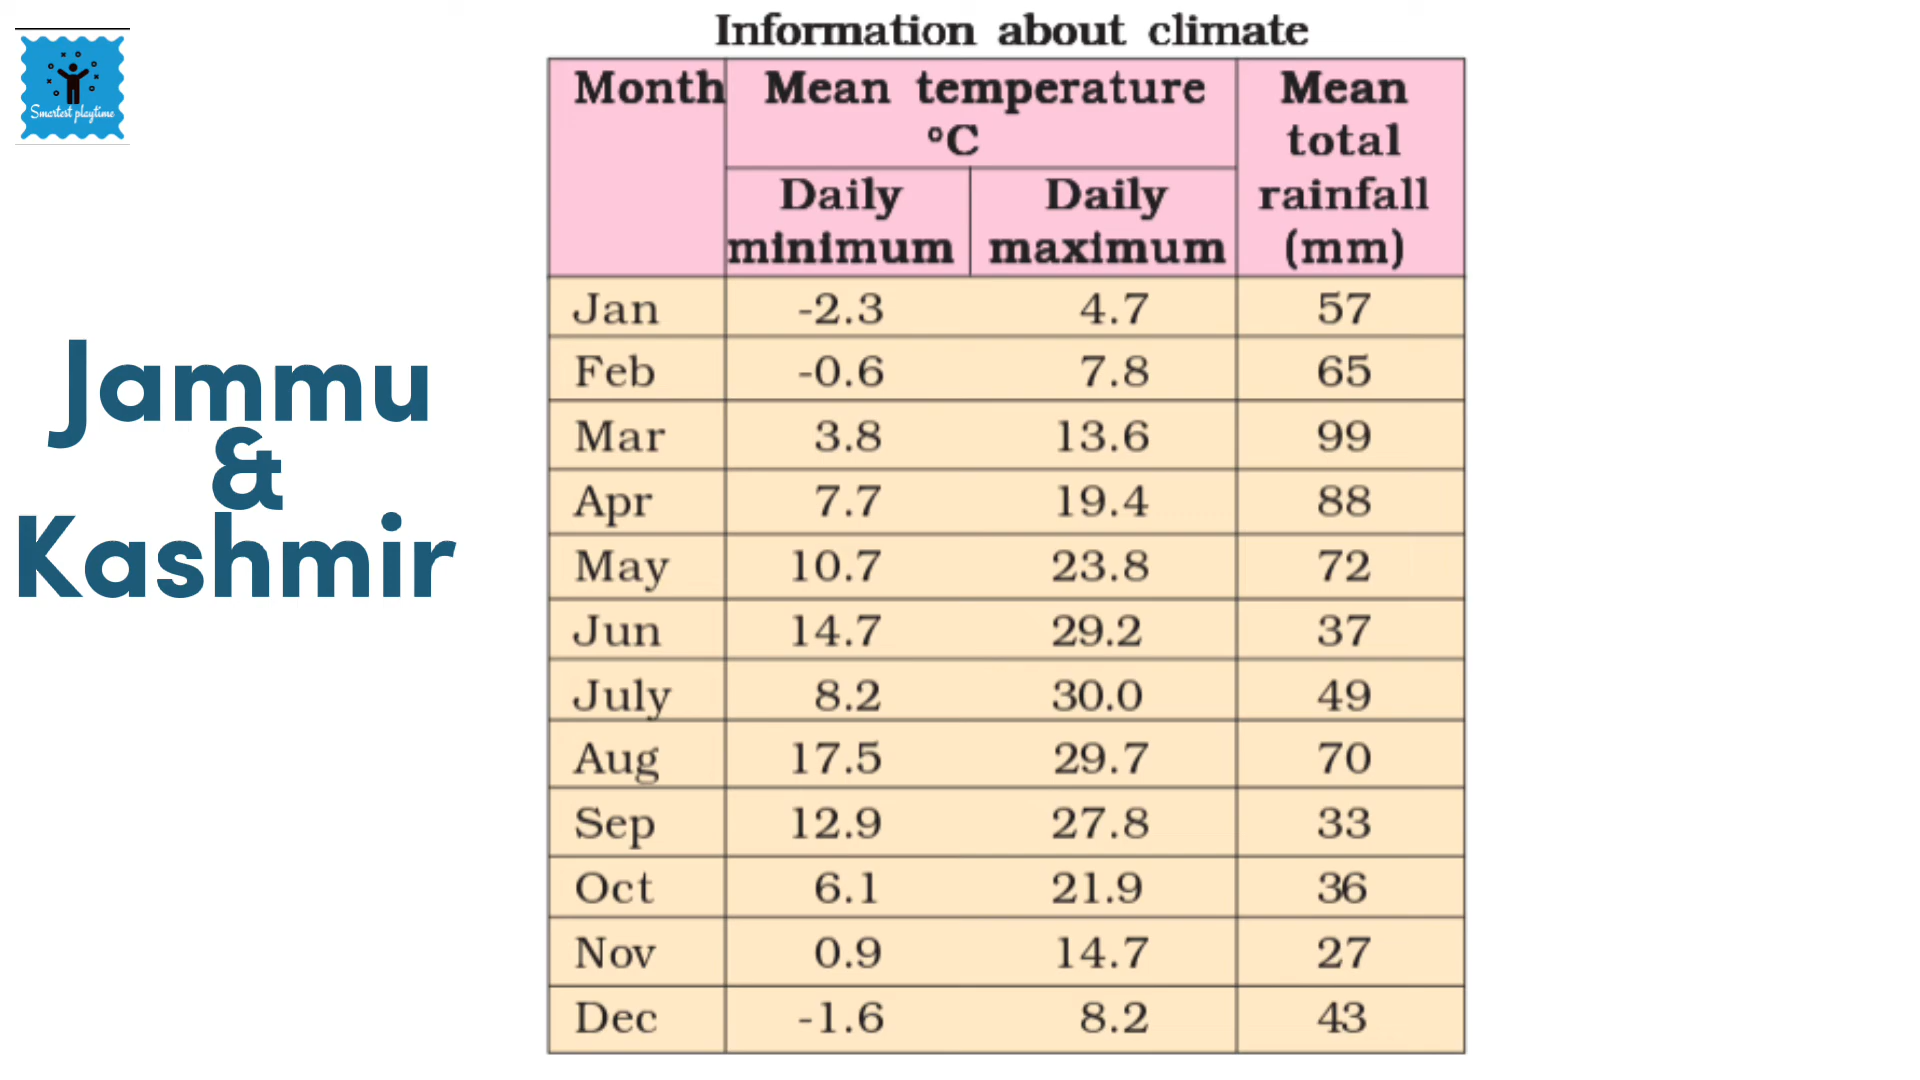 Smartest playtime
Jammu
&
Kashmir
Information about climate
Month Mean temperature °C Mean total rainfall (mm)
Daily minimum Daily maximum
Jan -2.3 4.7 57
Feb -0.6 7.8 65
Mar 3.8 13.6 99
Apr 7.7 19.4 88
May 10.7 23.8 72
Jun 14.7 29.2 37
July 8.2 30.0 49
Aug 17.5 29.7 70
Sep 12.9 27.8 33
Oct 6.1 21.9 36
Nov 0.9 14.7 27
Dec -1.6 8.2 43